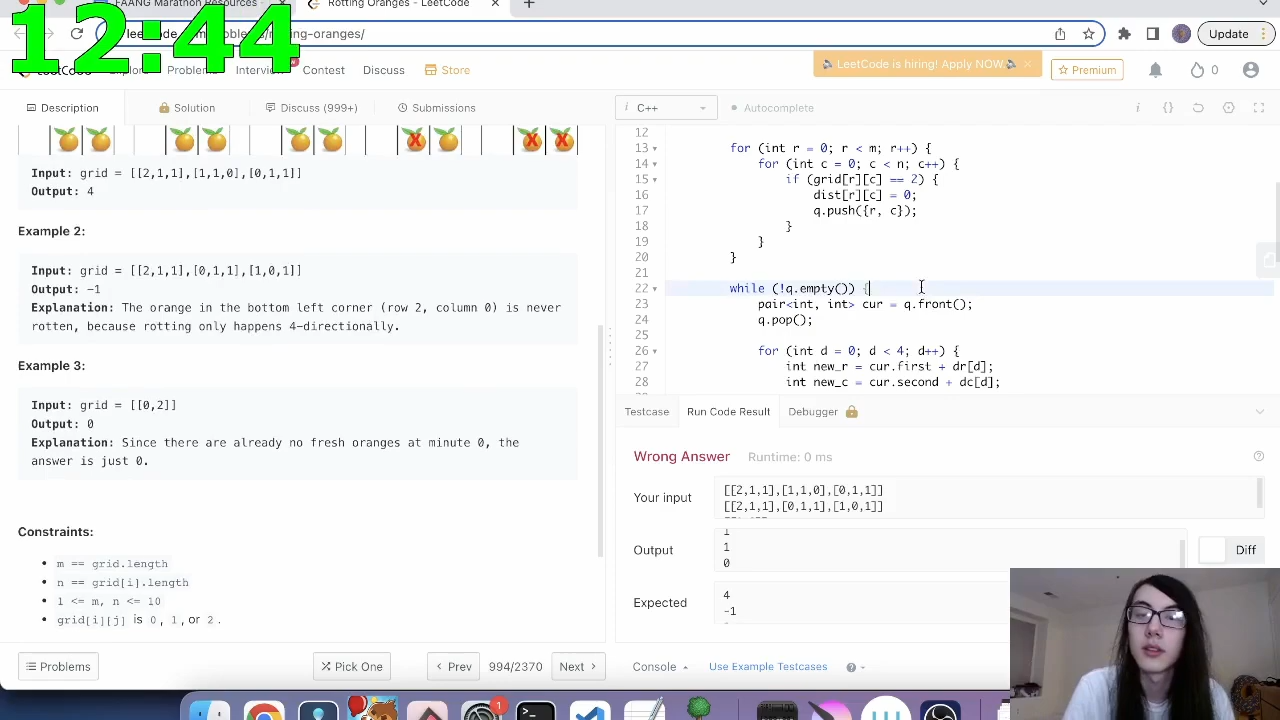 12:44
FAANG Marathon Resources
Rotting Oranges - LeetCode
Update
Problems
Contest
Discuss
Store
LeetCode is hiring! Apply NOW.
Premium
0
Description
Solution
Discuss (999+)
Submissions
C++
Autocomplete
Input: grid = [[2,1,1],[1,1,0],[0,1,1]]
Output: 4
Example 2:
Input: grid = [[2,1,1],[0,1,1],[1,0,1]]
Output: -1
Explanation: The orange in the bottom left corner (row 2, column 0) is never
rotten, because rotting only happens 4-directionally.
Example 3:
Input: grid = [[0,2]]
Output: 0
Explanation: Since there are already no fresh oranges at minute 0, the
answer is just 0.
Constraints:
m == grid.length
n == grid[i].length
1 <= m, n <= 10
grid[i][j] is 0, 1, or 2.
12
13 for (int r = 0; r < m; r++) {
14 for (int c = 0; c < n; c++) {
15 if (grid[r][c] == 2) {
16 dist[r][c] = 0;
17 q.push({r, c});
18 }
19 }
20 }
21
22 while (!q.empty()) {
23 pair<int, int> cur = q.front();
24 q.pop();
25
26 for (int d = 0; d < 4; d++) {
27 int new_r = cur.first + dr[d];
28 int new_c = cur.second + dc[d];
Testcase
Run Code Result
Debugger
Wrong Answer
Runtime: 0 ms
Your input
[[2,1,1],[1,1,0],[0,1,1]]
[[2,1,1],[0,1,1],[1,0,1]]
Output
1
0
Diff
Expected
4
-1
Problems
Pick One
Prev
994/2370
Next
Console
Use Example Testcases
1